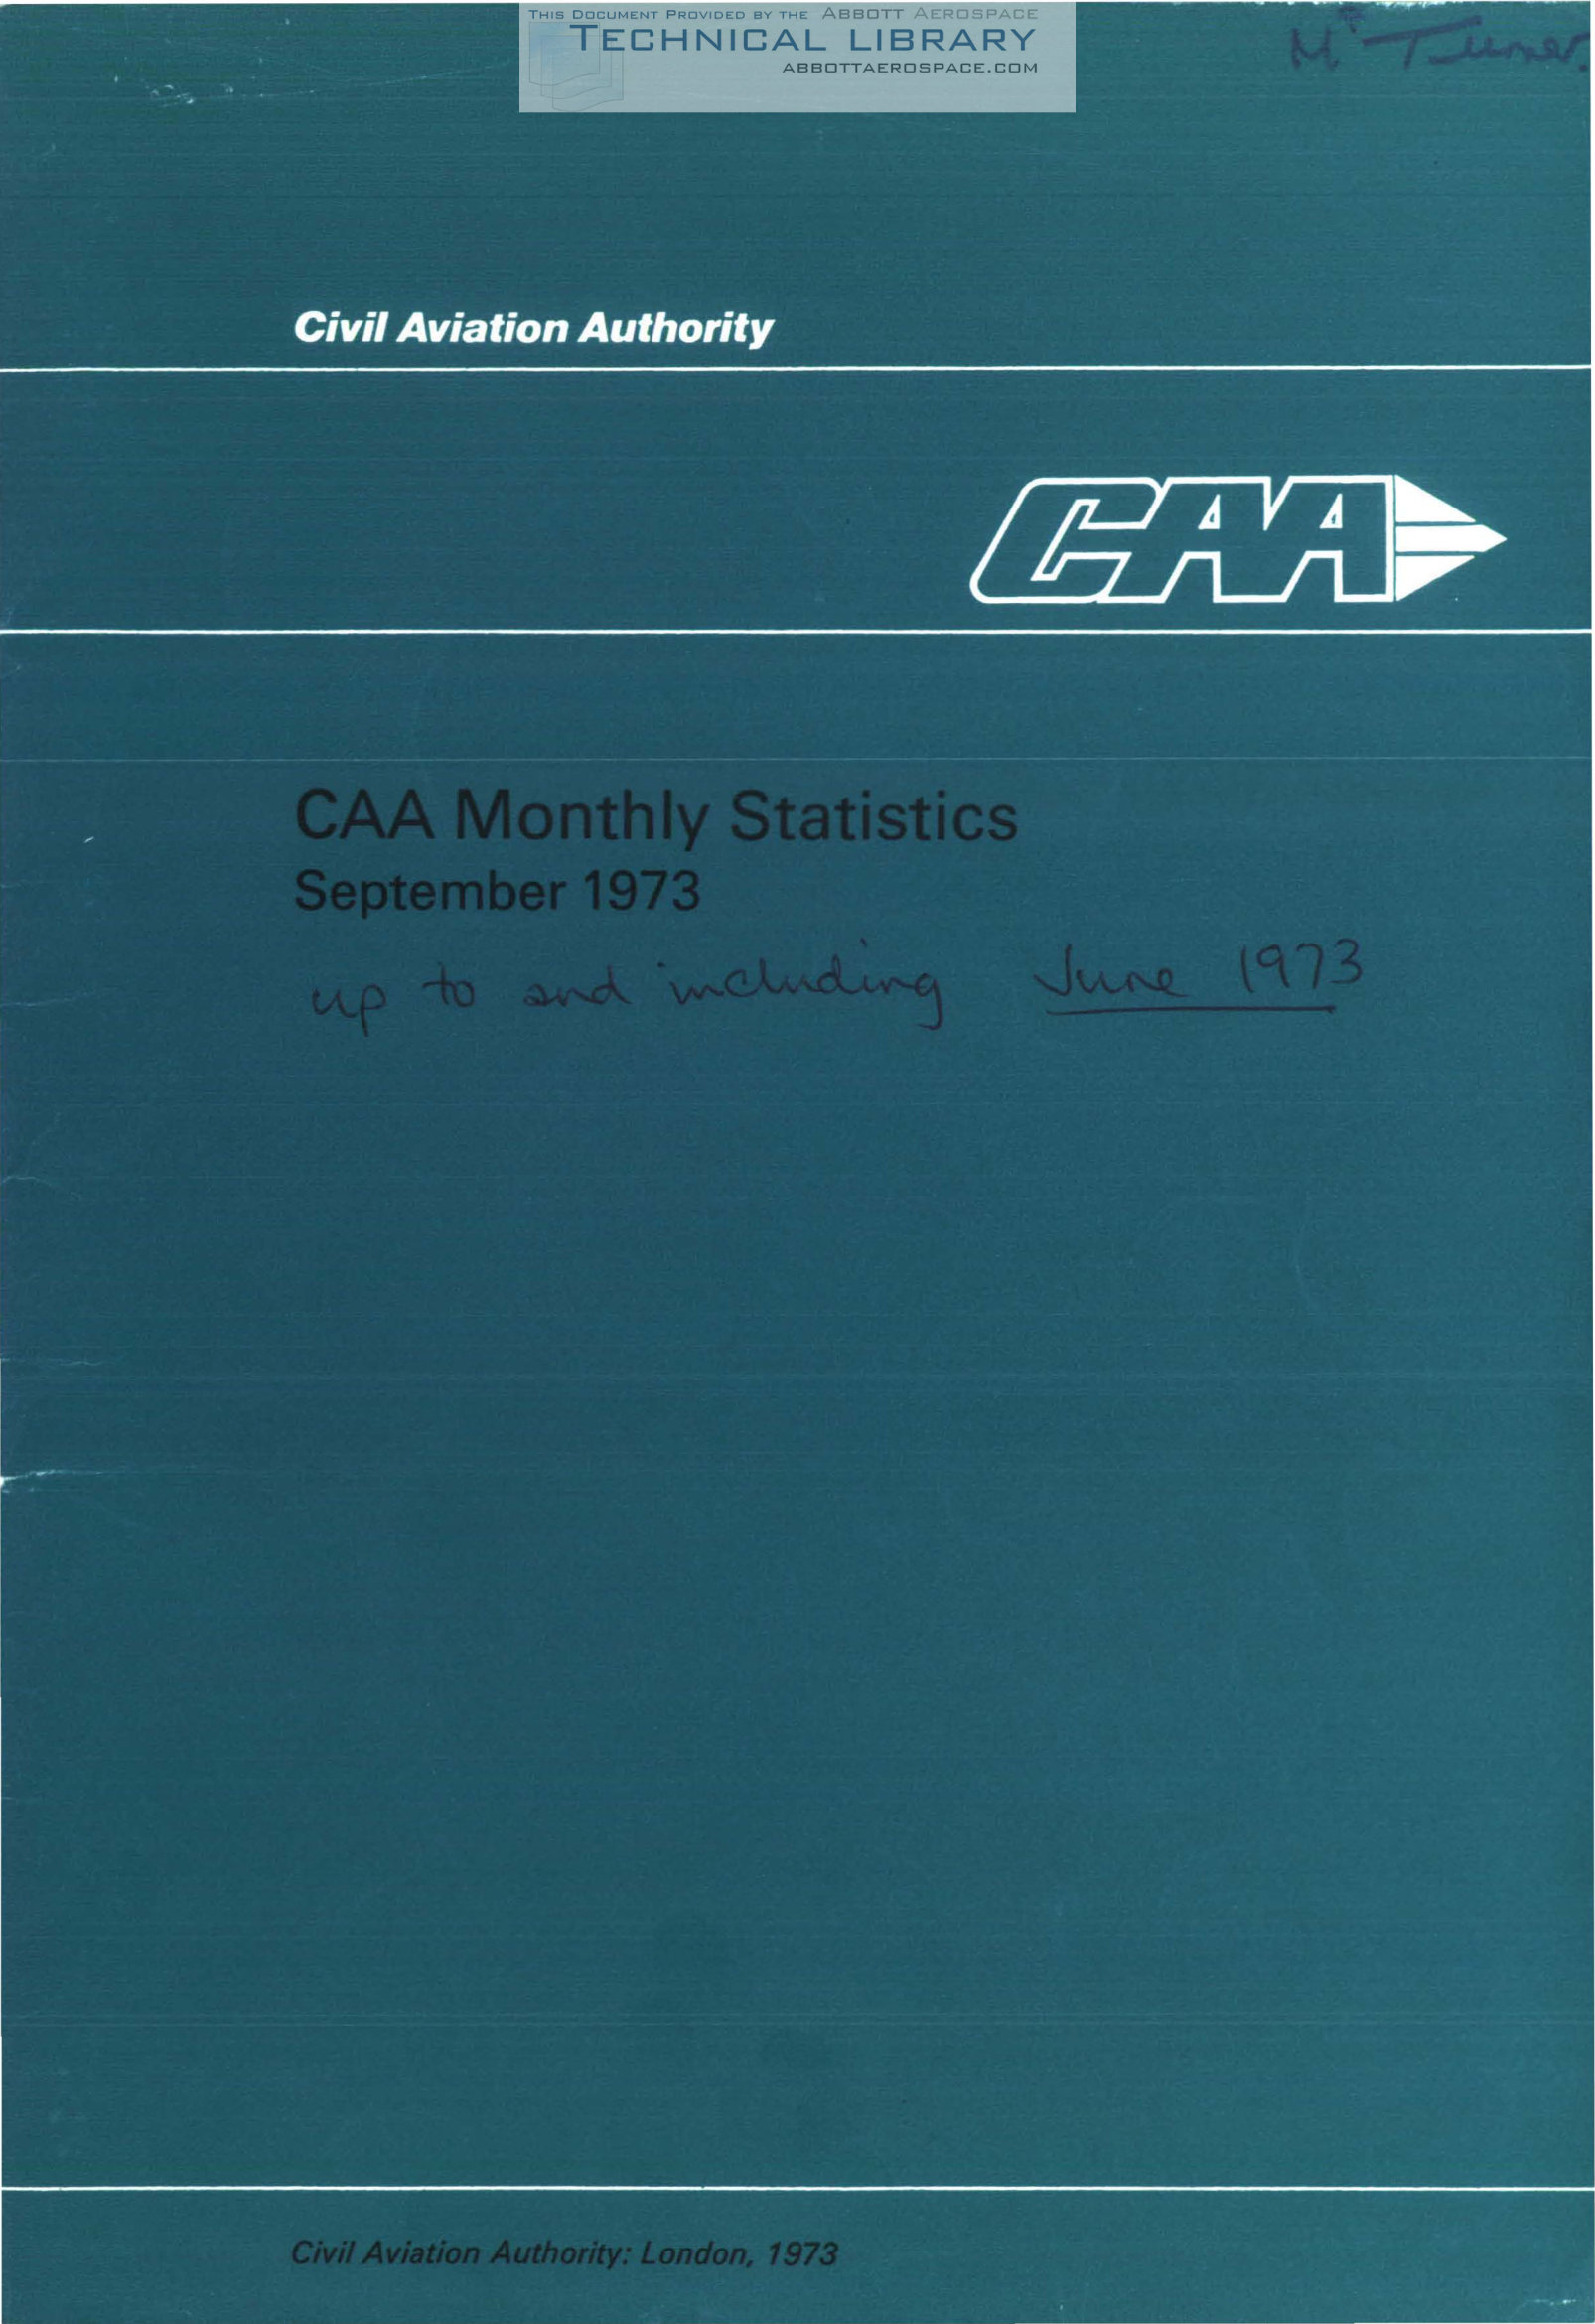 THIS DOCUMENT PROVIDED BY THE ABBOTT AEROSPACE
TECHNICAL LIBRARY
ABBOTTAEROSPACE.COM
Mr Turner.
Civil Aviation Authority
CAA
CAA Monthly Statistics
September 1973
up to and including June 1973
Civil Aviation Authority: London, 1973